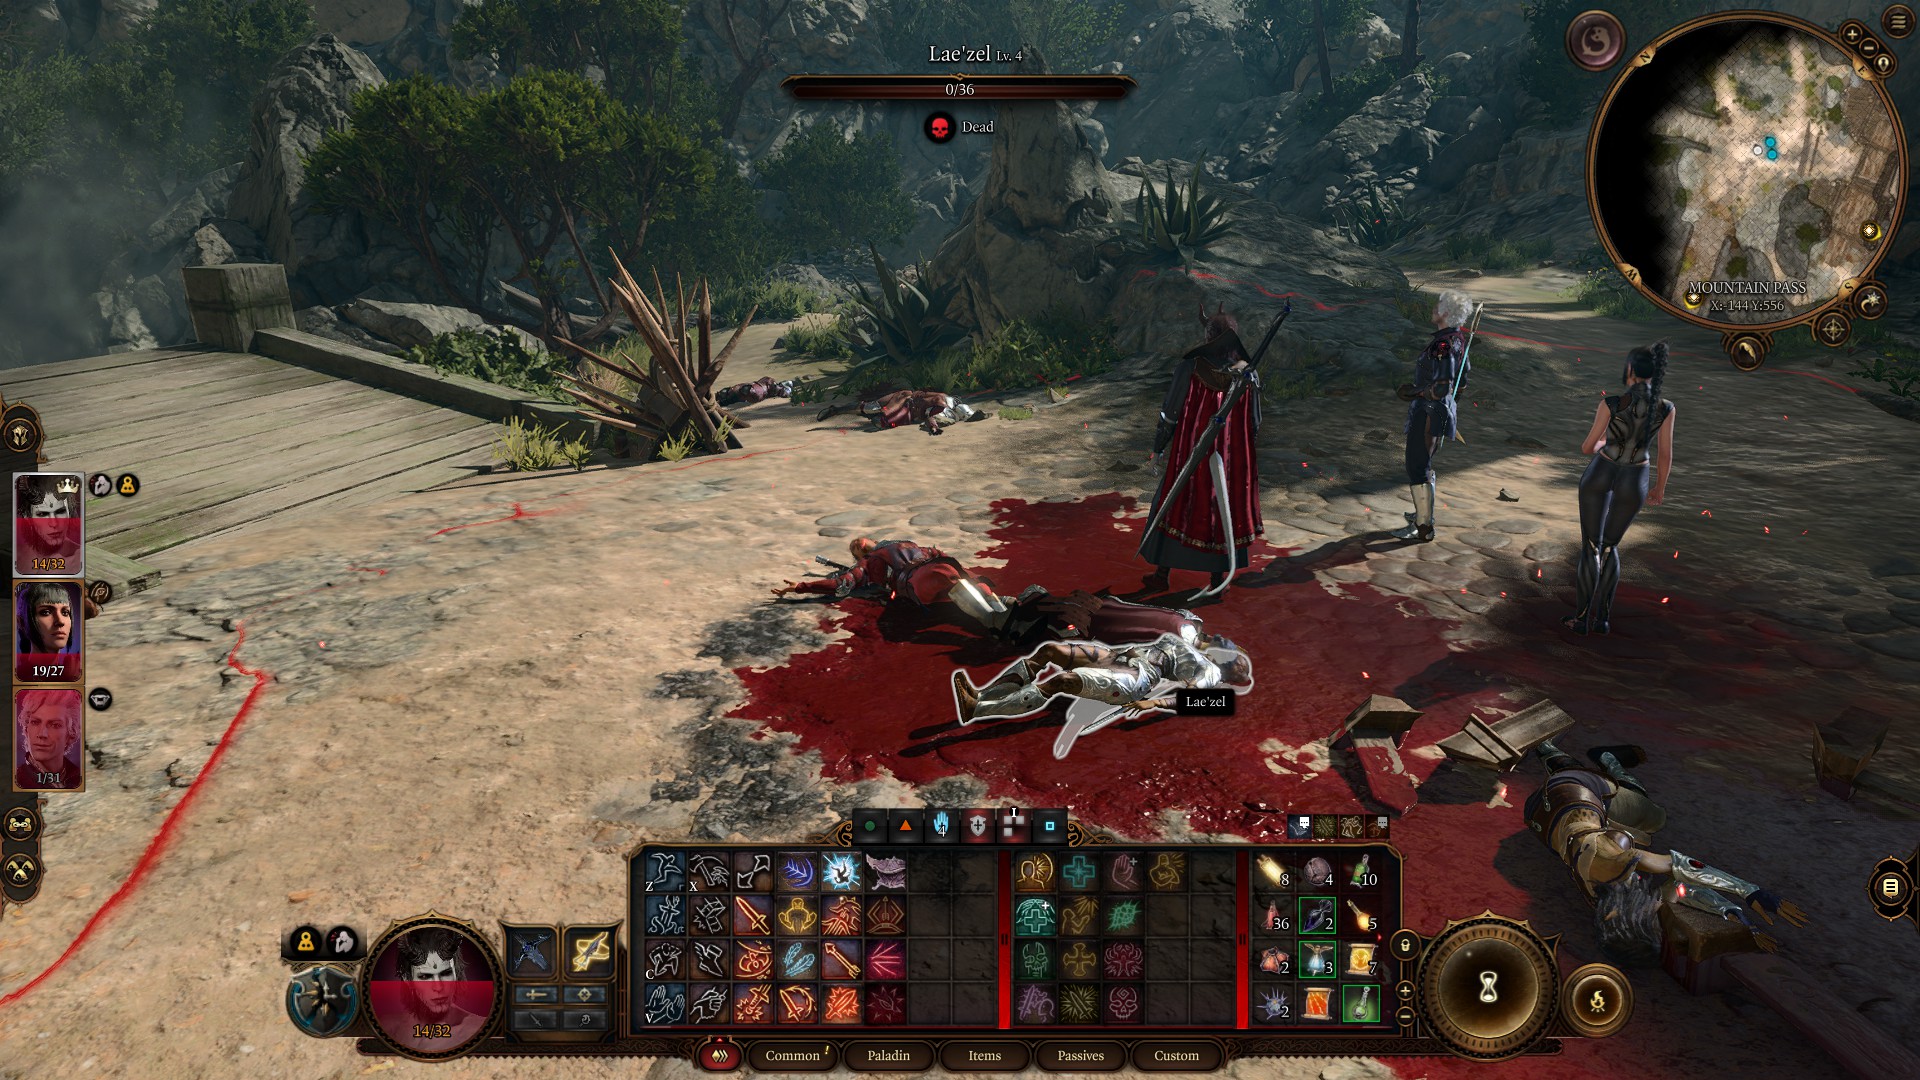 Lae'zel Lv. 4
0/36
Dead
N
E
W
S
MOUNTAIN PASS
X:-144 Y:556
14/32
19/27
1/31
Lae'zel
4
I
Z
X
C
V
8
4
10
36
2
5
2
3
7
2
14/32
Common !
Paladin
Items
Passives
Custom